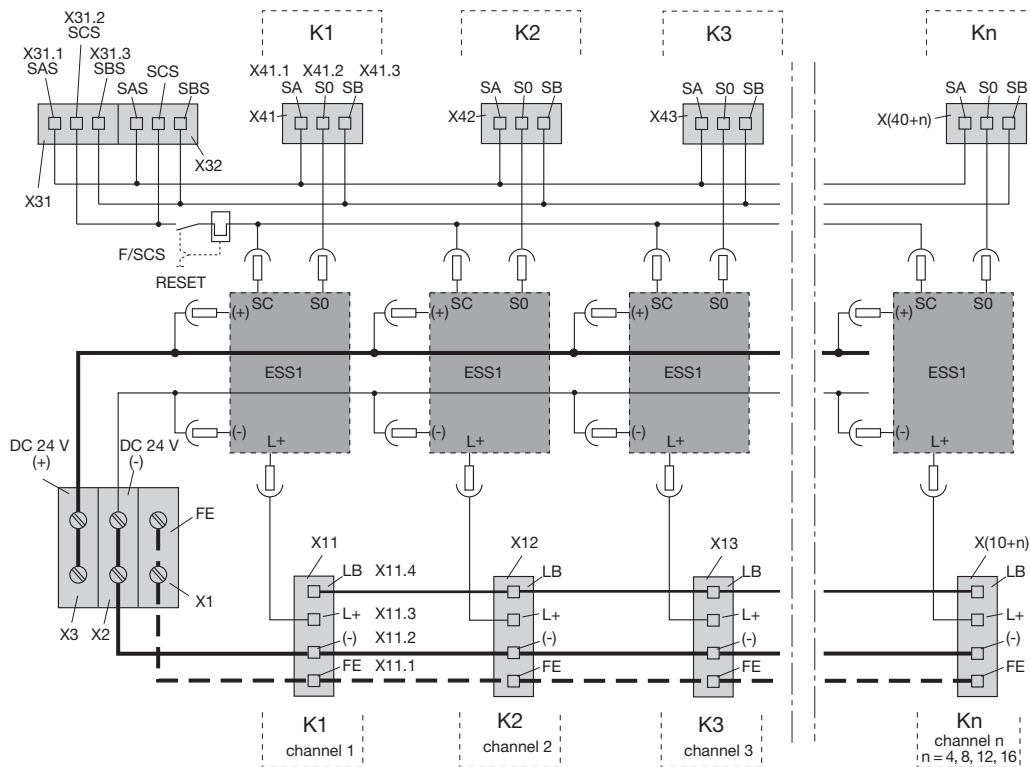 K1
K2
K3
Kn
X31.2
SCS
X31.1
SAS
X31.3
SBS
SAS
SCS
SBS
X31
X32
X41.1
X41.2
X41.3
SA
S0
SB
X41
SA
S0
SB
X42
SA
S0
SB
X43
SA
S0
SB
X(40+n)
F/SCS
RESET
SC
S0
(+)
ESS1
(-)
L+
SC
S0
(+)
ESS1
(-)
L+
SC
S0
(+)
ESS1
(-)
L+
SC
S0
(+)
ESS1
(-)
L+
DC 24 V
(+)
DC 24 V
(-)
FE
X1
X3
X2
X11
LB
X11.4
L+
X11.3
(-)
X11.2
FE
X11.1
X12
LB
L+
(-)
FE
X13
LB
L+
(-)
FE
X(10+n)
LB
L+
(-)
FE
K1
channel 1
K2
channel 2
K3
channel 3
Kn
channel n
n = 4, 8, 12, 16